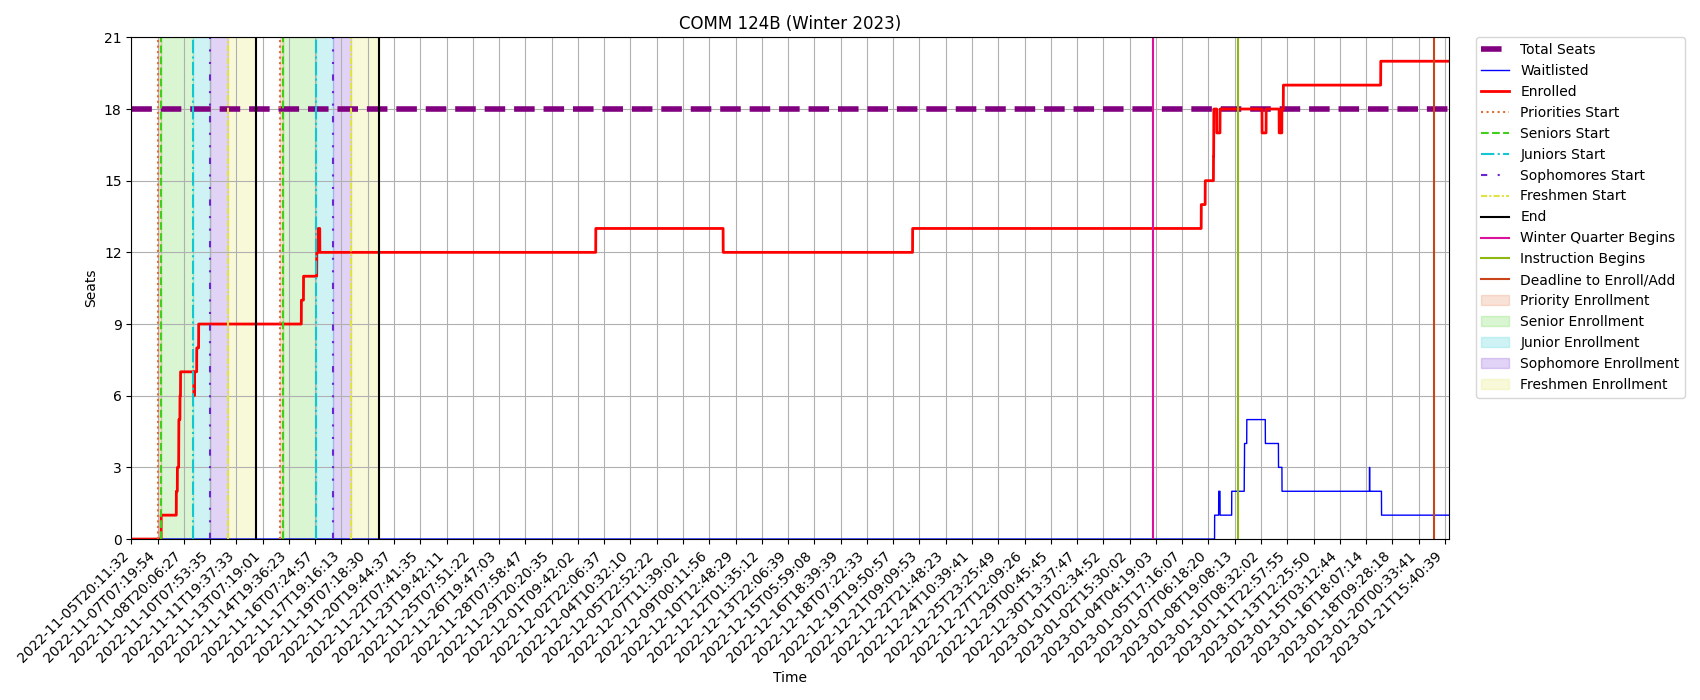 COMM 124B (Winter 2023)
21
18
15
12
9
6
3
0
Seats
Total Seats
Waitlisted
Enrolled
Priorities Start
Seniors Start
Juniors Start
Sophomores Start
Freshmen Start
End
Winter Quarter Begins
Instruction Begins
Deadline to Enroll/Add
Priority Enrollment
Senior Enrollment
Junior Enrollment
Sophomore Enrollment
Freshmen Enrollment
2022-11-05T20:11:32
2022-11-07T07:19:54
2022-11-08T20:06:27
2022-11-10T07:53:35
2022-11-11T19:37:33
2022-11-13T07:19:01
2022-11-14T19:36:23
2022-11-16T07:24:57
2022-11-17T19:16:13
2022-11-19T07:18:30
2022-11-20T19:44:37
2022-11-22T07:41:35
2022-11-23T19:42:11
2022-11-25T07:51:22
2022-11-26T19:47:03
2022-11-28T07:58:47
2022-11-29T20:20:35
2022-12-01T09:42:02
2022-12-02T22:06:37
2022-12-04T10:32:10
2022-12-05T22:52:22
2022-12-07T11:39:02
2022-12-09T00:11:56
2022-12-10T12:48:29
2022-12-12T01:35:12
2022-12-13T22:06:39
2022-12-15T05:59:08
2022-12-16T18:39:39
2022-12-18T07:22:33
2022-12-19T19:50:57
2022-12-21T09:09:53
2022-12-22T21:48:23
2022-12-24T10:39:41
2022-12-25T23:25:49
2022-12-27T12:09:26
2022-12-29T00:45:45
2022-12-30T13:37:47
2023-01-01T02:34:52
2023-01-02T15:30:02
2023-01-04T04:19:03
2023-01-05T17:16:07
2023-01-07T06:18:20
2023-01-08T19:08:13
2023-01-10T08:32:02
2023-01-11T22:57:55
2023-01-13T13:25:50
2023-01-15T03:12:44
2023-01-16T18:07:14
2023-01-18T09:28:18
2023-01-20T00:33:41
2023-01-21T15:40:39
Time